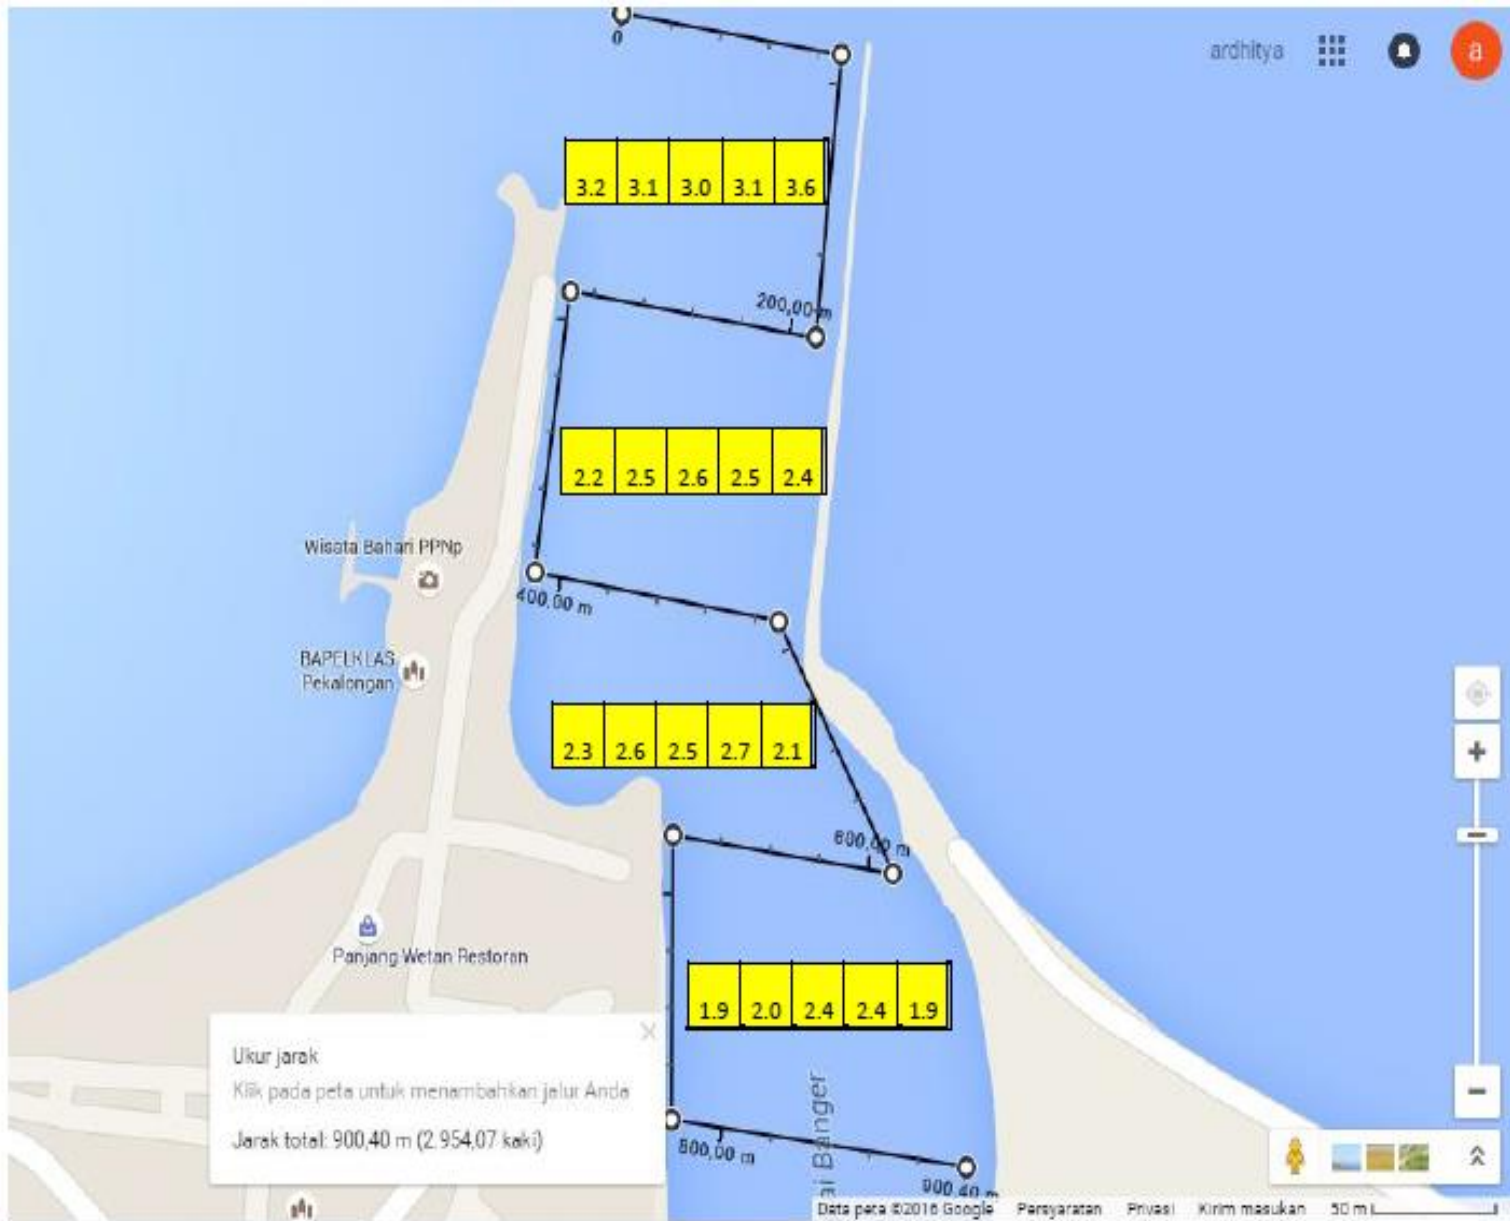 0
ardhitya
a
3.2 3.1 3.0 3.1 3.6
200,00 m
2.2 2.5 2.6 2.5 2.4
Wisata Bahari PPNp
400,00 m
BAPELKLAS
Pekalongan
2.3 2.6 2.5 2.7 2.1
600,00 m
Panjang Wetan Restoran
1.9 2.0 2.4 2.4 1.9
Ukur jarak
Klik pada peta untuk menambahkan jalur Anda
Jarak total: 900,40 m (2.954,07 kaki)
800,00 m
ai Banger
900,40 m
Data peta ©2016 Google Persyaratan Privasi Kirim masukan 50 m